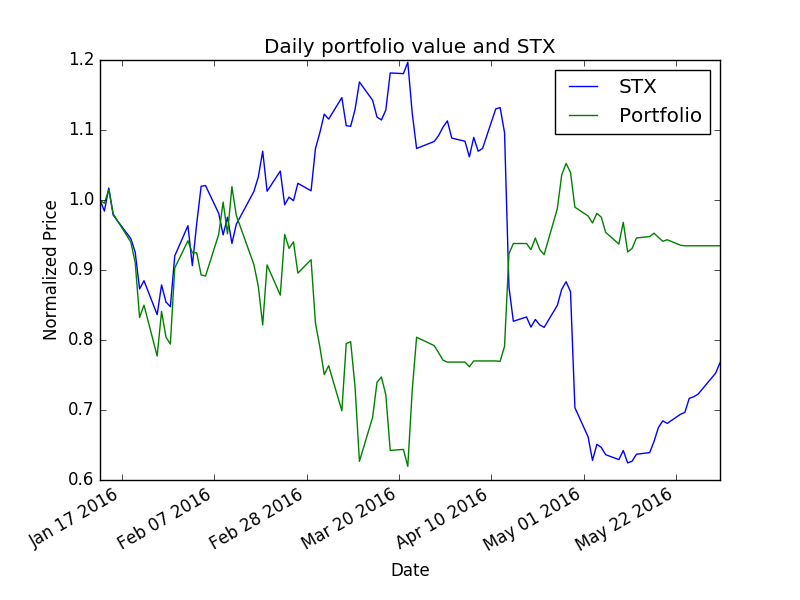 Daily portfolio value and STX
STX
Portfolio
1.2
1.1
1.0
0.9
0.8
0.7
0.6
Normalized Price
Jan 17 2016
Feb 07 2016
Feb 28 2016
Mar 20 2016
Apr 10 2016
May 01 2016
May 22 2016
Date